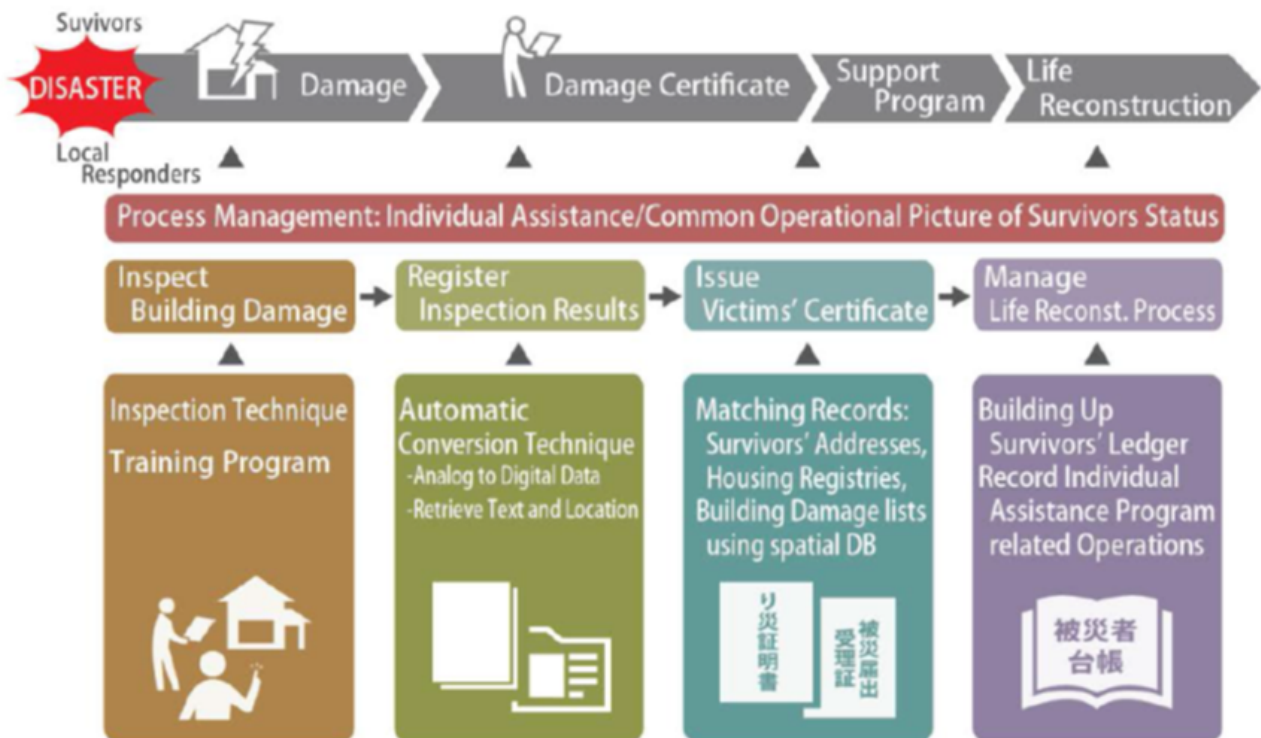 Suvivors
DISASTER
Local
Responders
Damage
Damage Certificate
Support
Program
Life
Reconstruction
Process Management: Individual Assistance/Common Operational Picture of Survivors Status
Inspect
Building Damage
Register
Inspection Results
Issue
Victims' Certificate
Manage
Life Reconst. Process
Inspection Technique
Training Program
Automatic
Conversion Technique
-Analog to Digital Data
-Retrieve Text and Location
Matching Records:
Survivors' Addresses,
Housing Registries,
Building Damage lists
using spatial DB
り災証明書
被災届出
受理証
Building Up
Survivors' Ledger
Record Individual
Assistance Program
related Operations
被災者
台帳